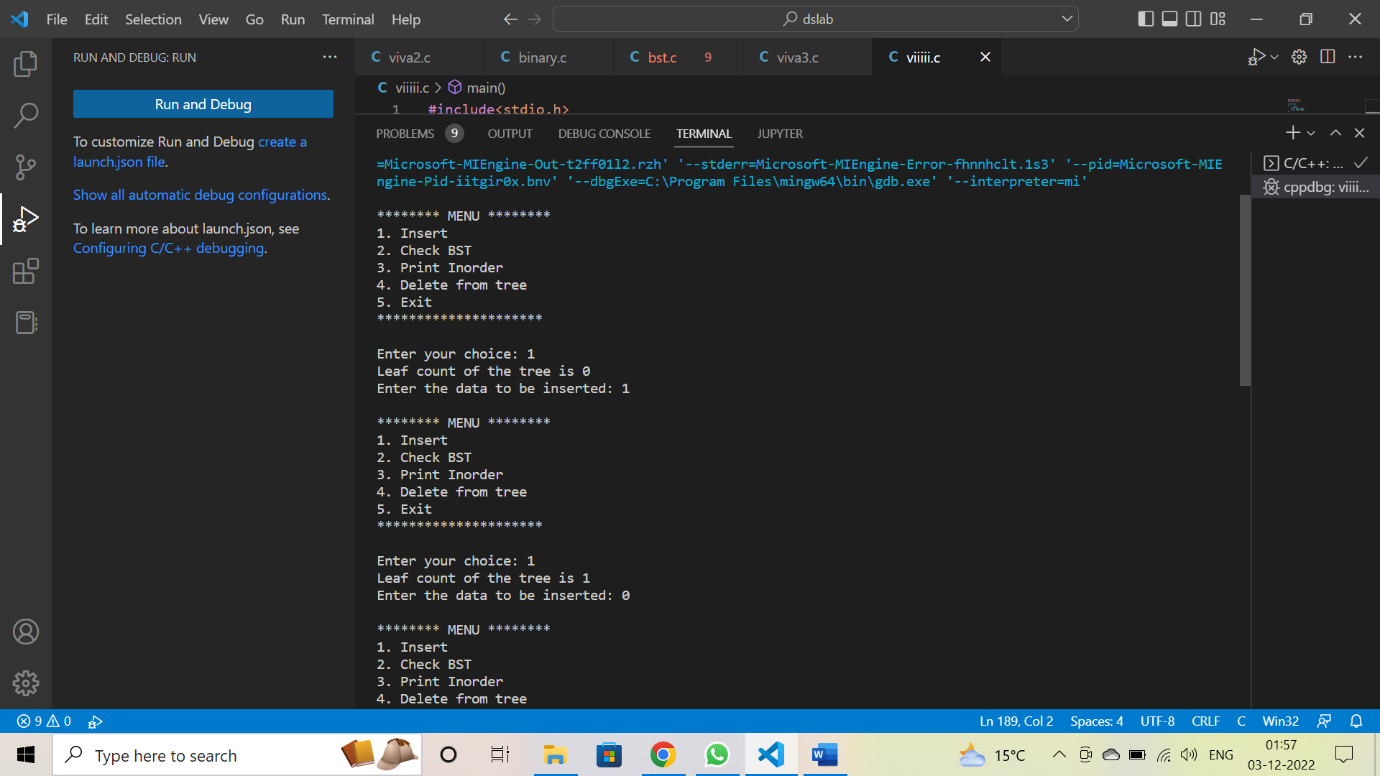 File Edit Selection View Go Run Terminal Help
dslab
RUN AND DEBUG: RUN
Run and Debug
To customize Run and Debug create a
launch.json file.
Show all automatic debug configurations.
To learn more about launch.json, see
Configuring C/C++ debugging.
C viva2.c C binary.c C bst.c 9 C viva3.c C viiiii.c
C viiiii.c > main()
1 #include<stdio.h>
PROBLEMS 9 OUTPUT DEBUG CONSOLE TERMINAL JUPYTER
=Microsoft-MIEngine-Out-t2ff01l2.rzh' '--stderr=Microsoft-MIEngine-Error-fhnnhclt.1s3' '--pid=Microsoft-MIE
ngine-Pid-iitgir0x.bnv' '--dbgExe=C:\Program Files\mingw64\bin\gdb.exe' '--interpreter=mi'
******** MENU ********
1. Insert
2. Check BST
3. Print Inorder
4. Delete from tree
5. Exit
*********************
Enter your choice: 1
Leaf count of the tree is 0
Enter the data to be inserted: 1
******** MENU ********
1. Insert
2. Check BST
3. Print Inorder
4. Delete from tree
5. Exit
*********************
Enter your choice: 1
Leaf count of the tree is 1
Enter the data to be inserted: 0
******** MENU ********
1. Insert
2. Check BST
3. Print Inorder
4. Delete from tree
C/C++: ...
cppdbg: viiii...
9 0
Ln 189, Col 2 Spaces: 4 UTF-8 CRLF C Win32
Type here to search
15°C
ENG
01:57
03-12-2022